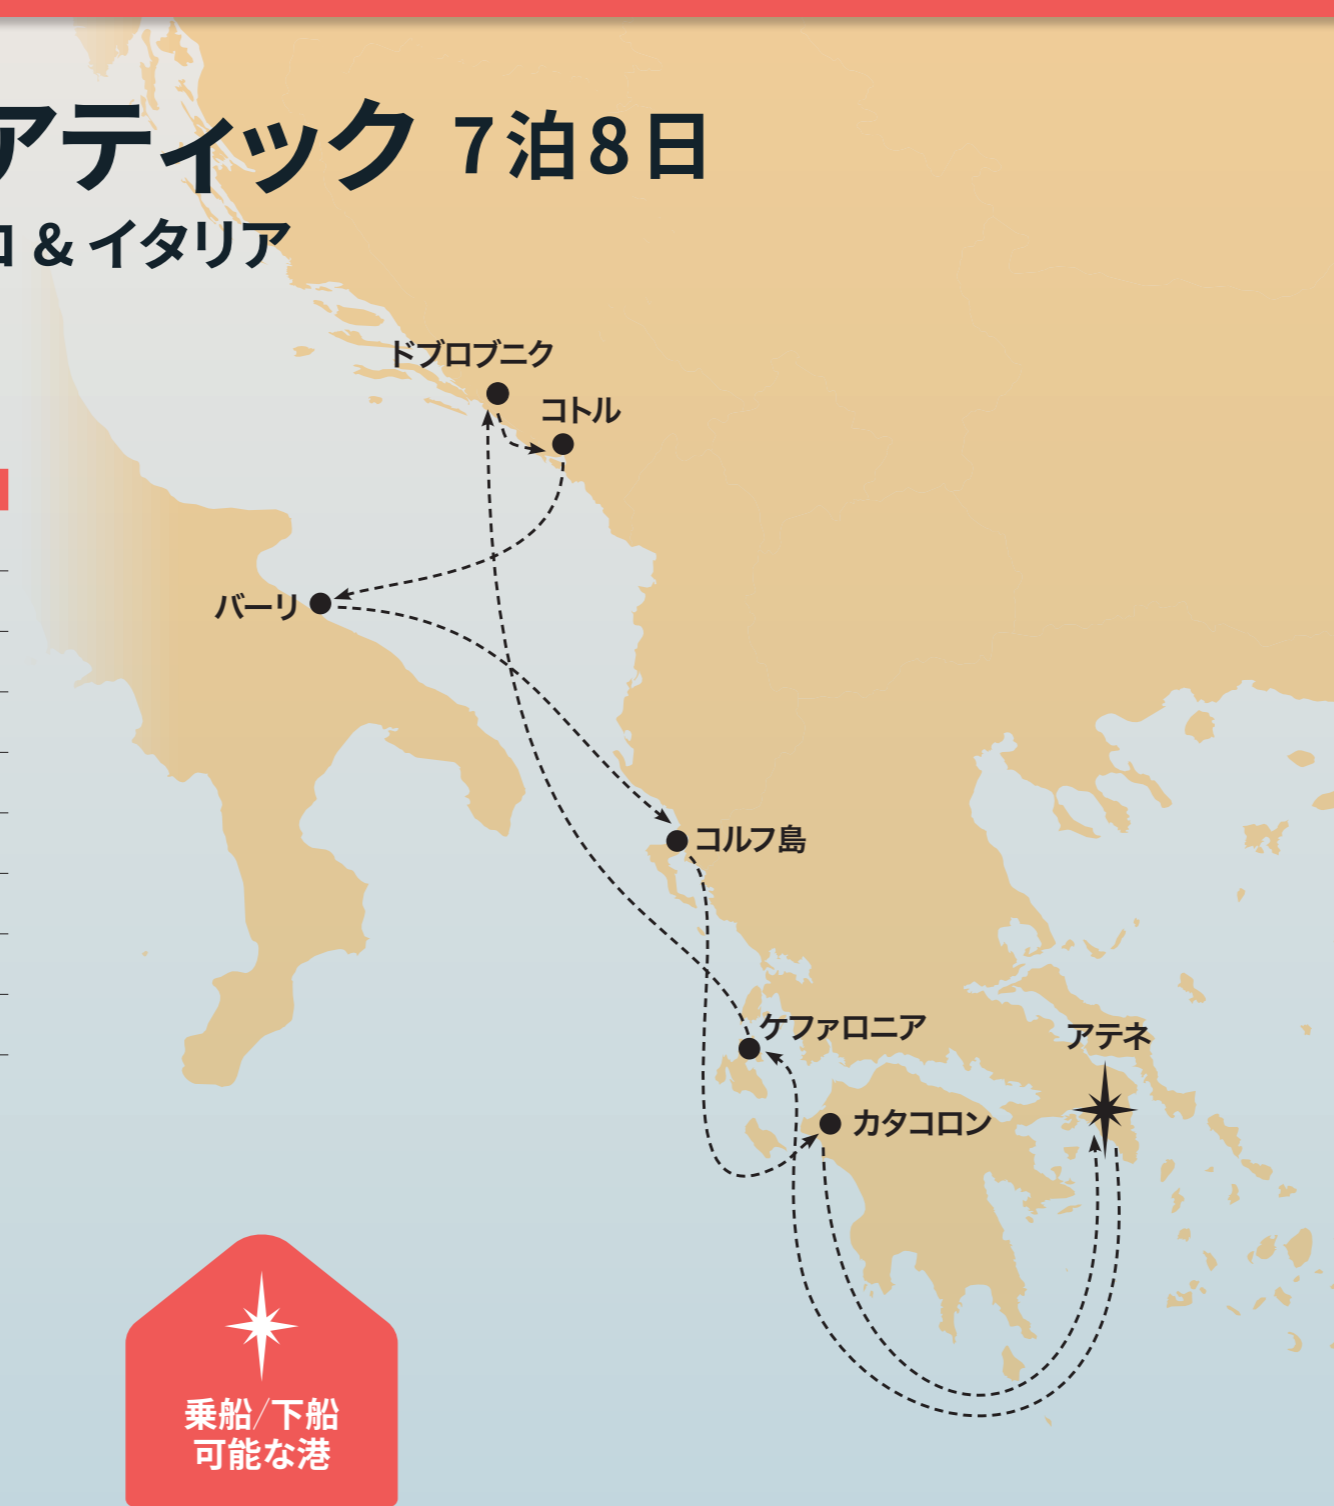 アティック 7泊8日
ロ & イタリア
ドブロブニク
コトル
バーリ
コルフ島
ケファロニア
アテネ
カタコロン
乗船/下船
可能な港